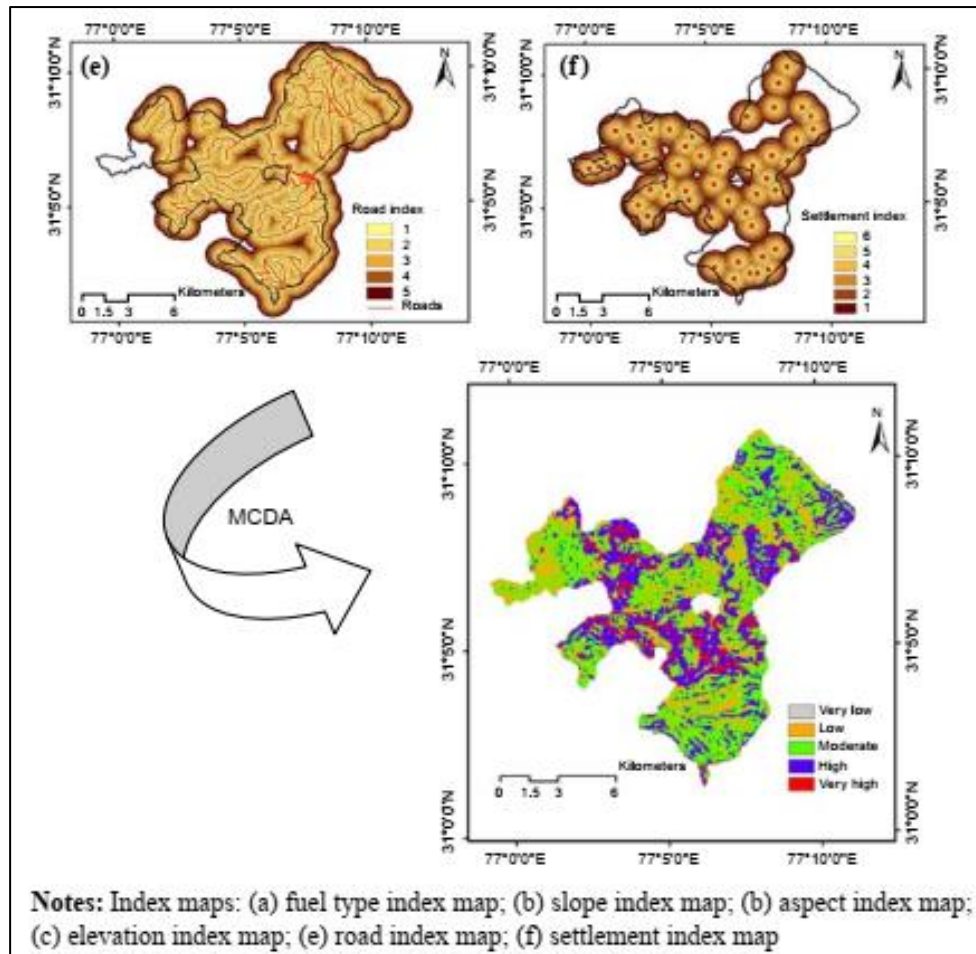 77°0'0"E 77°5'0"E 77°10'0"E
(e)
N
31°10'0"N
31°5'0"N
31°10'0"N
31°5'0"N
Road index
1
2
3
4
5
Roads
Kilometers
0 1.5 3 6
77°0'0"E 77°5'0"E 77°10'0"E
77°0'0"E 77°5'0"E 77°10'0"E
(f)
N
31°10'0"N
31°5'0"N
31°10'0"N
31°5'0"N
Settlement index
6
5
4
3
2
1
Kilometers
0 1.5 3 6
77°0'0"E 77°5'0"E 77°10'0"E
MCDA
77°0'0"E 77°5'0"E 77°10'0"E
N
31°10'0"N
31°5'0"N
31°0'0"N
31°10'0"N
31°5'0"N
31°0'0"N
Very low
Low
Moderate
High
Very high
Kilometers
0 1.5 3 6
77°0'0"E 77°5'0"E 77°10'0"E
Notes: Index maps: (a) fuel type index map; (b) slope index map; (b) aspect index map;
(c) elevation index map; (e) road index map; (f) settlement index map